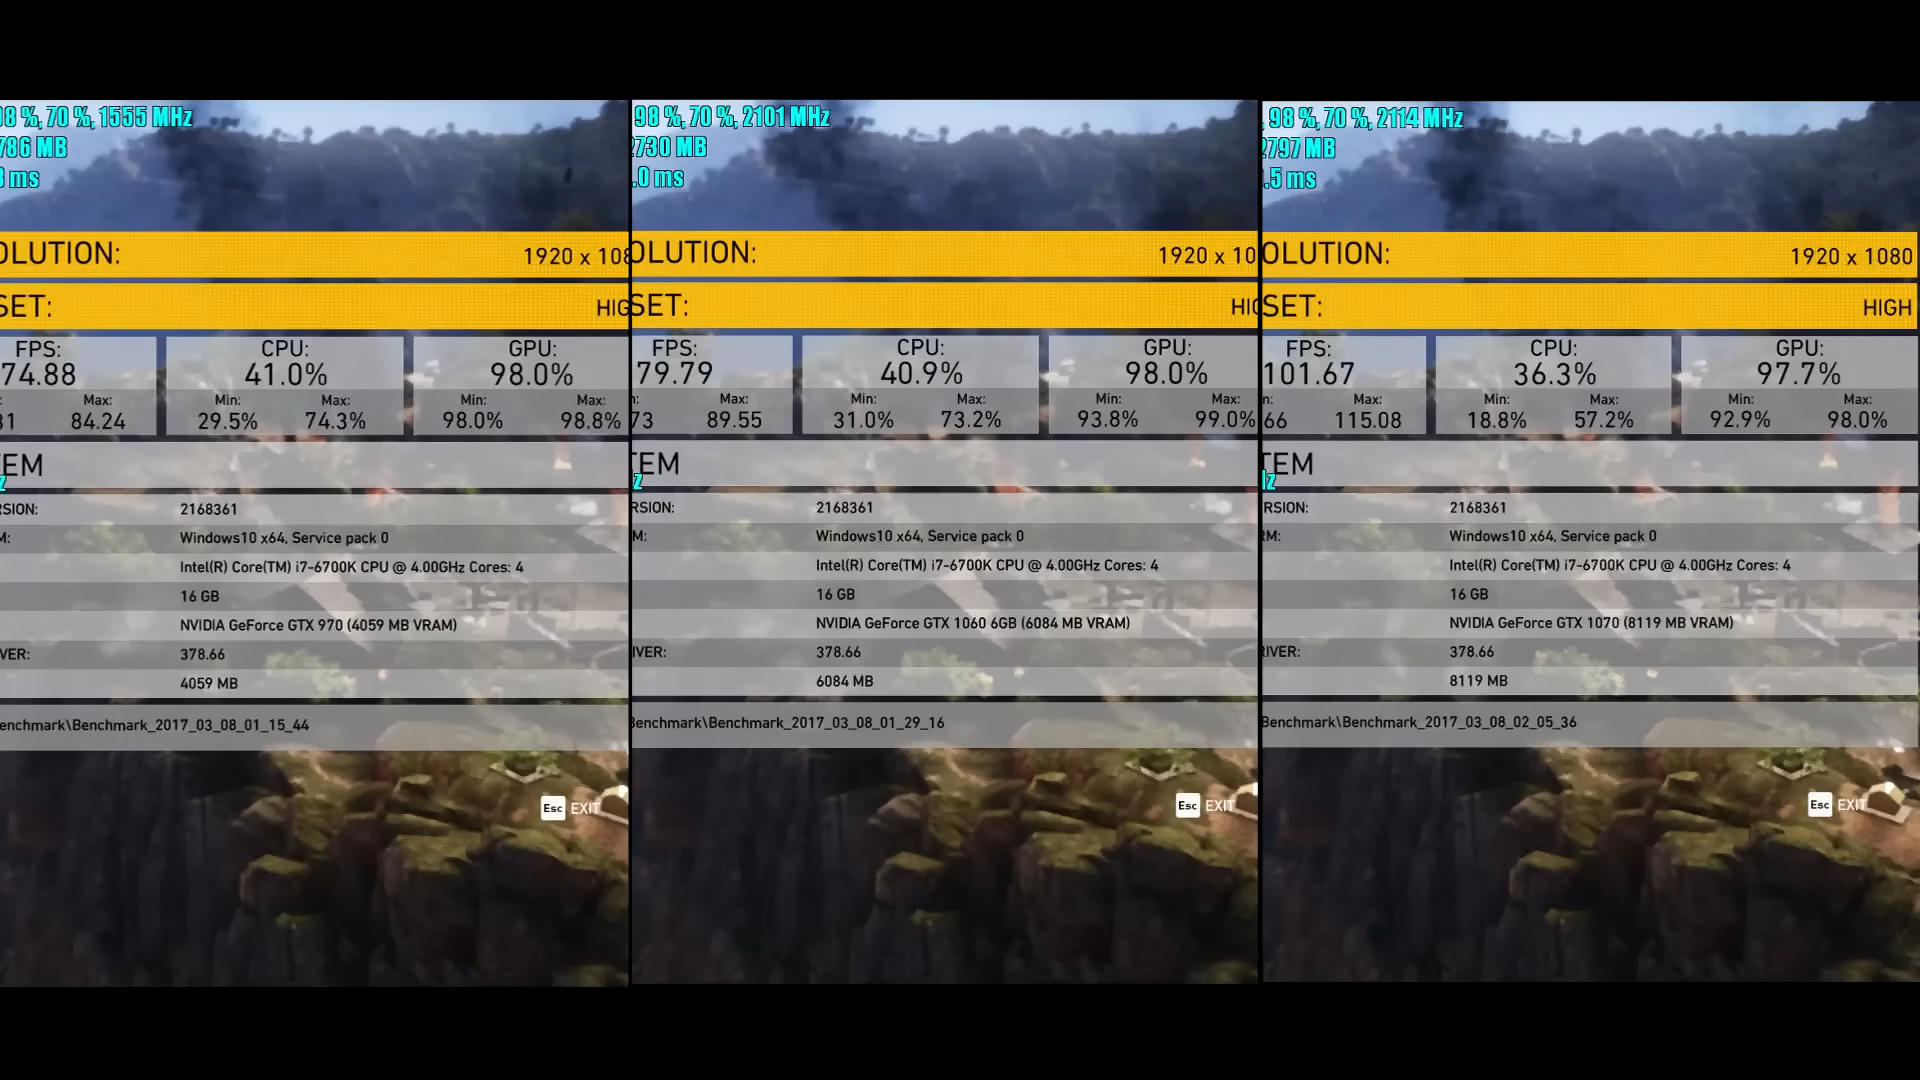 98 %, 70 %, 1555 MHz
786 MB
ms
OLUTION:
1920 x 108
SET:
HIG
FPS:
74.88
Max:
84.24
CPU:
41.0%
Min:
Max:
29.5%
74.3%
GPU:
98.0%
Min:
Max:
98.0%
98.8%
TEM
z
RSION:
2168361
M:
Windows10 x64, Service pack 0
Intel(R) Core(TM) i7-6700K CPU @ 4.00GHz Cores: 4
16 GB
NVIDIA GeForce GTX 970 (4059 MB VRAM)
VER:
378.66
4059 MB
enchmark\Benchmark_2017_03_08_01_15_44
Esc EXIT
98 %, 70 %, 2101 MHz
2730 MB
.0 ms
OLUTION:
1920 x 10
SET:
HIG
FPS:
79.79
Max:
73
89.55
CPU:
40.9%
Min:
Max:
31.0%
73.2%
GPU:
98.0%
Min:
Max:
93.8%
99.0%
TEM
z
RSION:
2168361
M:
Windows10 x64, Service pack 0
Intel(R) Core(TM) i7-6700K CPU @ 4.00GHz Cores: 4
16 GB
NVIDIA GeForce GTX 1060 6GB (6084 MB VRAM)
IVER:
378.66
6084 MB
Benchmark\Benchmark_2017_03_08_01_29_16
Esc EXIT
, 98 %, 70 %, 2114 MHz
2797 MB
.5 ms
OLUTION:
1920 x 1080
SET:
HIGH
FPS:
101.67
n:
Max:
66
115.08
CPU:
36.3%
Min:
Max:
18.8%
57.2%
GPU:
97.7%
Min:
Max:
92.9%
98.0%
TEM
Hz
RSION:
2168361
RM:
Windows10 x64, Service pack 0
Intel(R) Core(TM) i7-6700K CPU @ 4.00GHz Cores: 4
16 GB
NVIDIA GeForce GTX 1070 (8119 MB VRAM)
RIVER:
378.66
8119 MB
Benchmark\Benchmark_2017_03_08_02_05_36
Esc EXIT